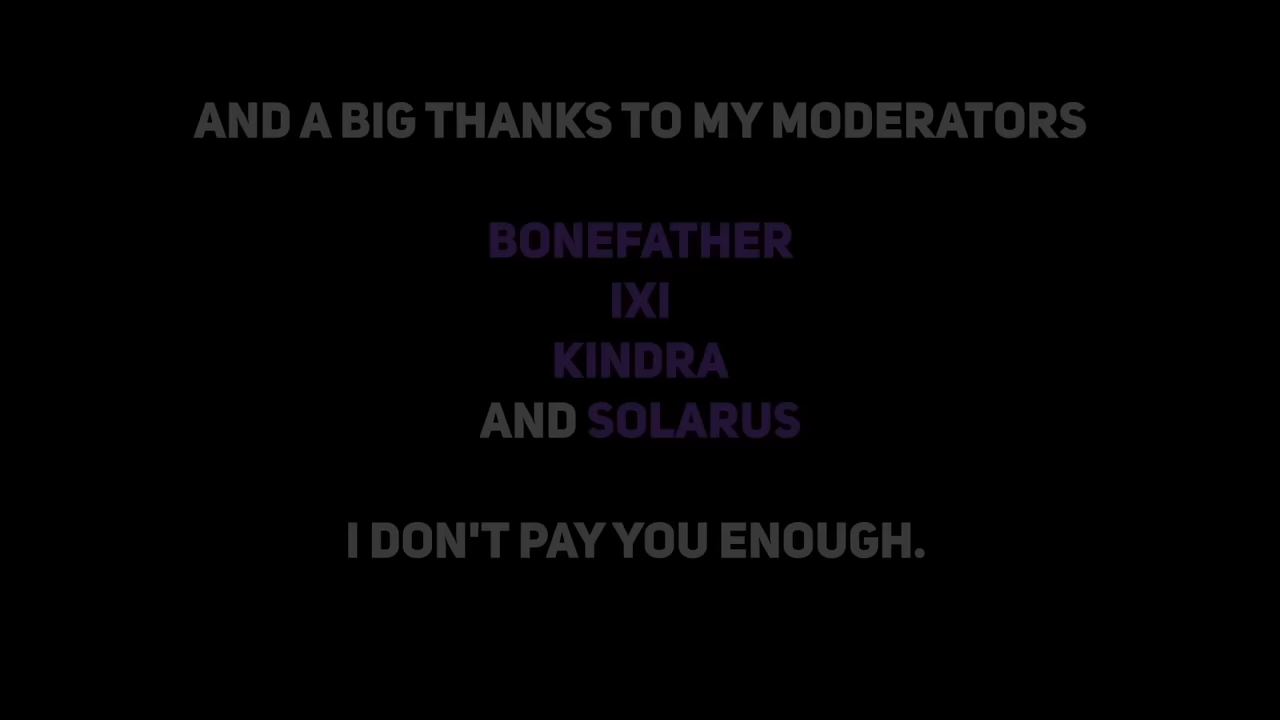 AND A BIG THANKS TO MY MODERATORS
BONEFATHER
IXI
KINDRA
AND SOLARUS
I DON'T PAY YOU ENOUGH.